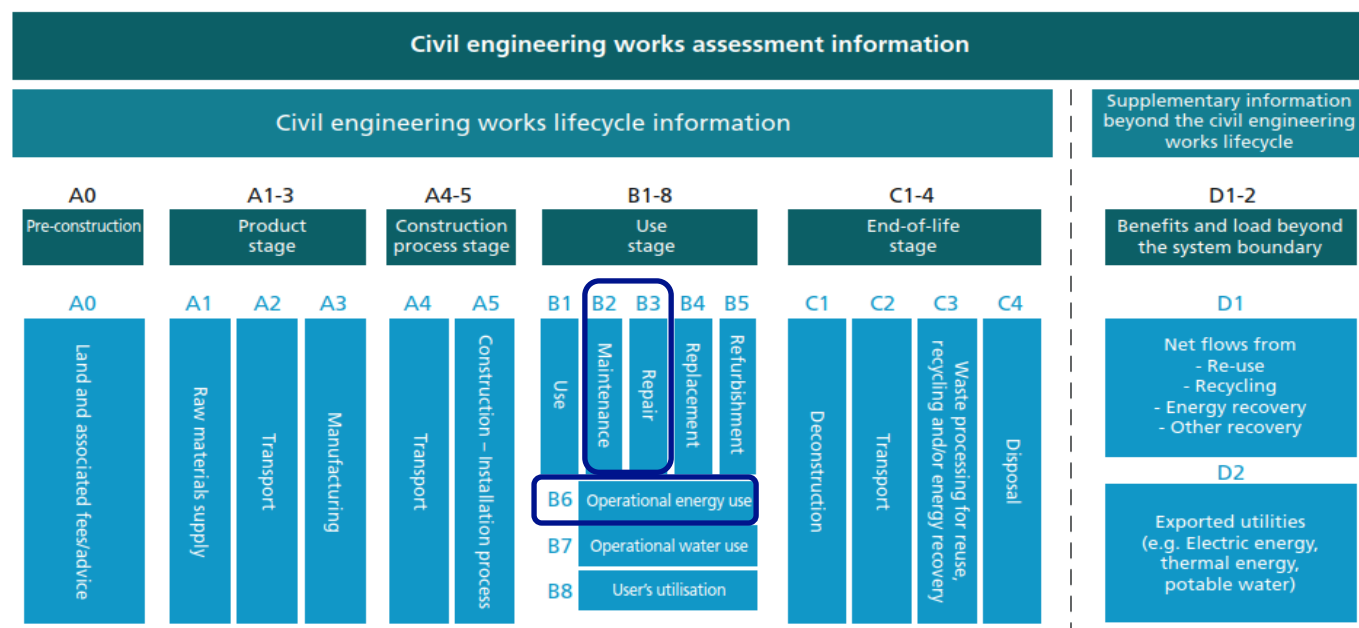 Civil engineering works assessment information
Civil engineering works lifecycle information
Supplementary information
beyond the civil engineering
works lifecycle
A0
A1-3
A4-5
B1-8
C1-4
D1-2
Pre-construction
Product
stage
Construction
process stage
Use
stage
End-of-life
stage
Benefits and load beyond
the system boundary
A0
A1
A2
A3
A4
A5
B1
B2
B3
B4
B5
C1
C2
C3
C4
D1
Land and associated fees/advice
Raw materials supply
Transport
Manufacturing
Transport
Construction – Installation process
Use
Maintenance
Repair
Replacement
Refurbishment
B6
Operational energy use
B7
Operational water use
B8
User's utilisation
Deconstruction
Transport
Waste processing for reuse,
recycling and/or energy recovery
Disposal
Net flows from
- Re-use
- Recycling
- Energy recovery
- Other recovery
D2
Exported utilities
(e.g. Electric energy,
thermal energy,
potable water)